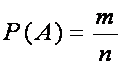 P(A) = m/n